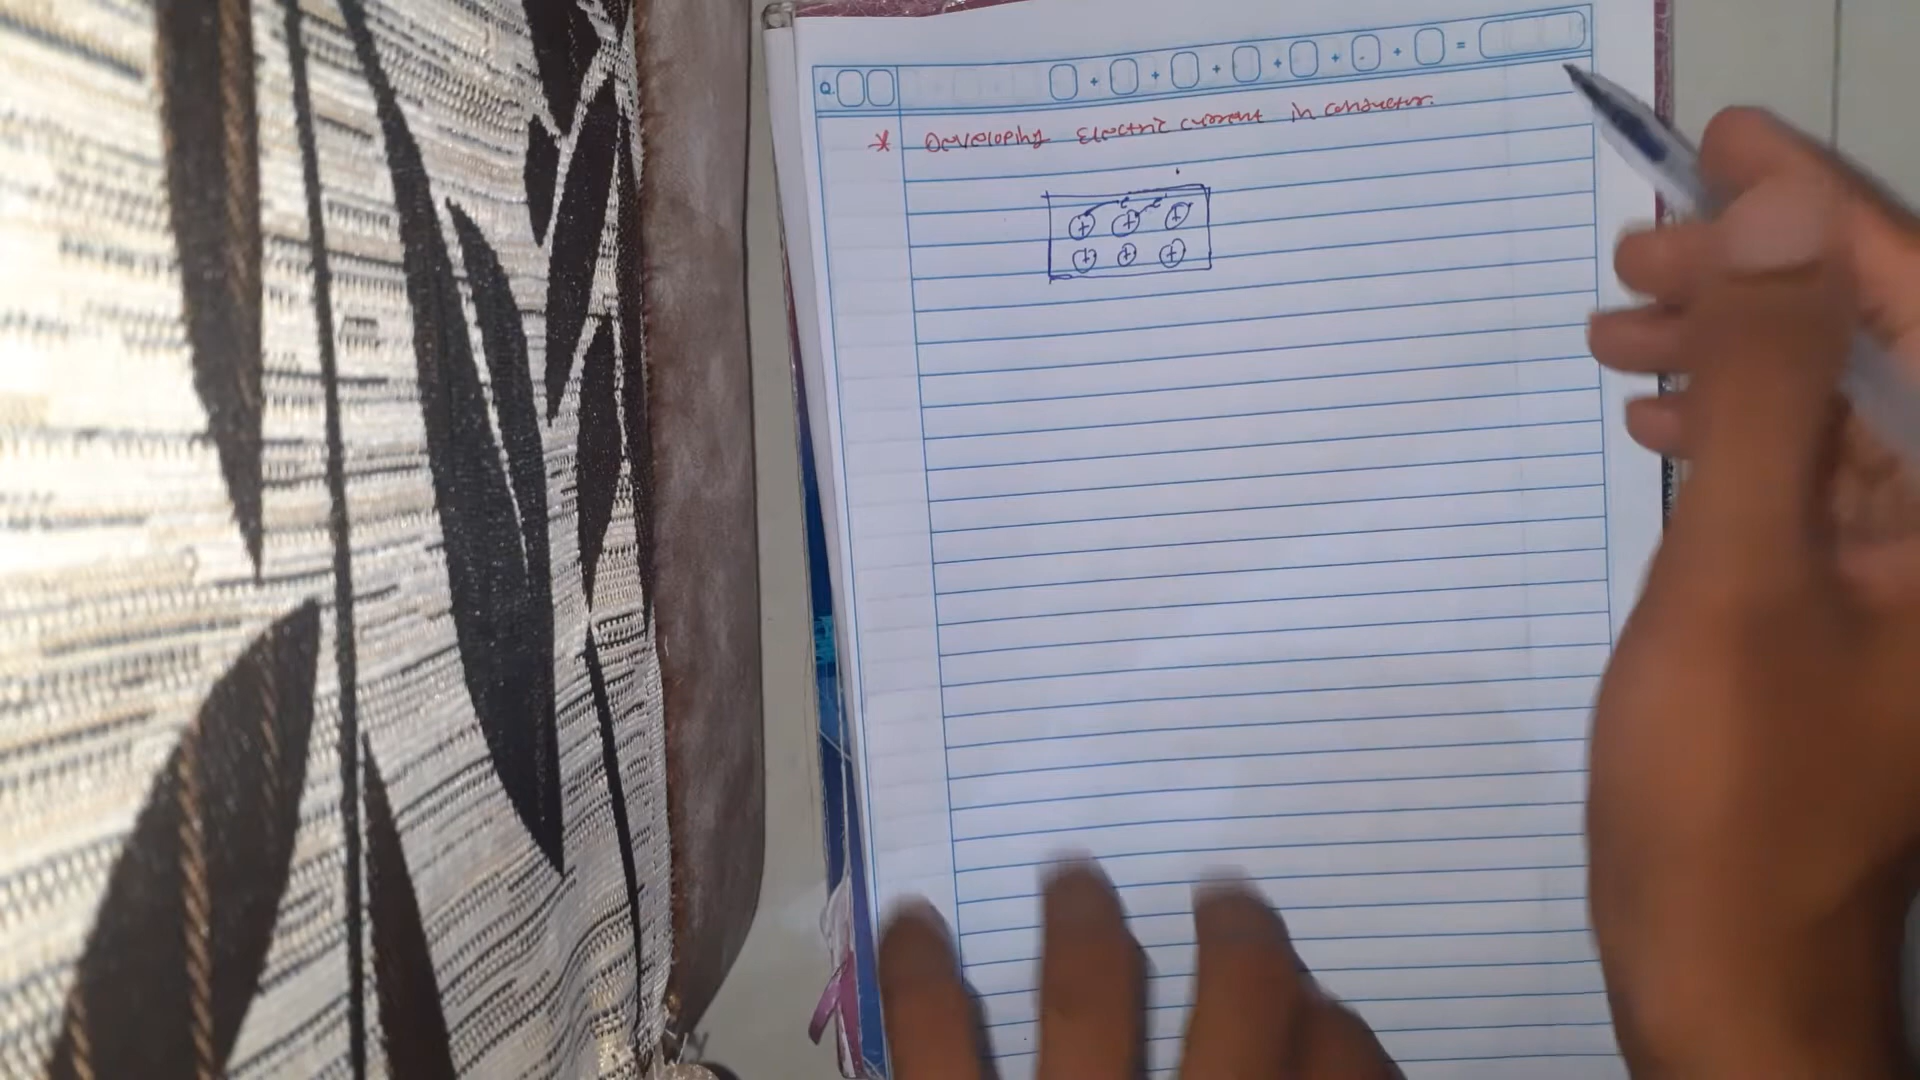 Q.
+ + + + + + =
* Developing Electric current in conductor.
e e
+ + +
+ + +